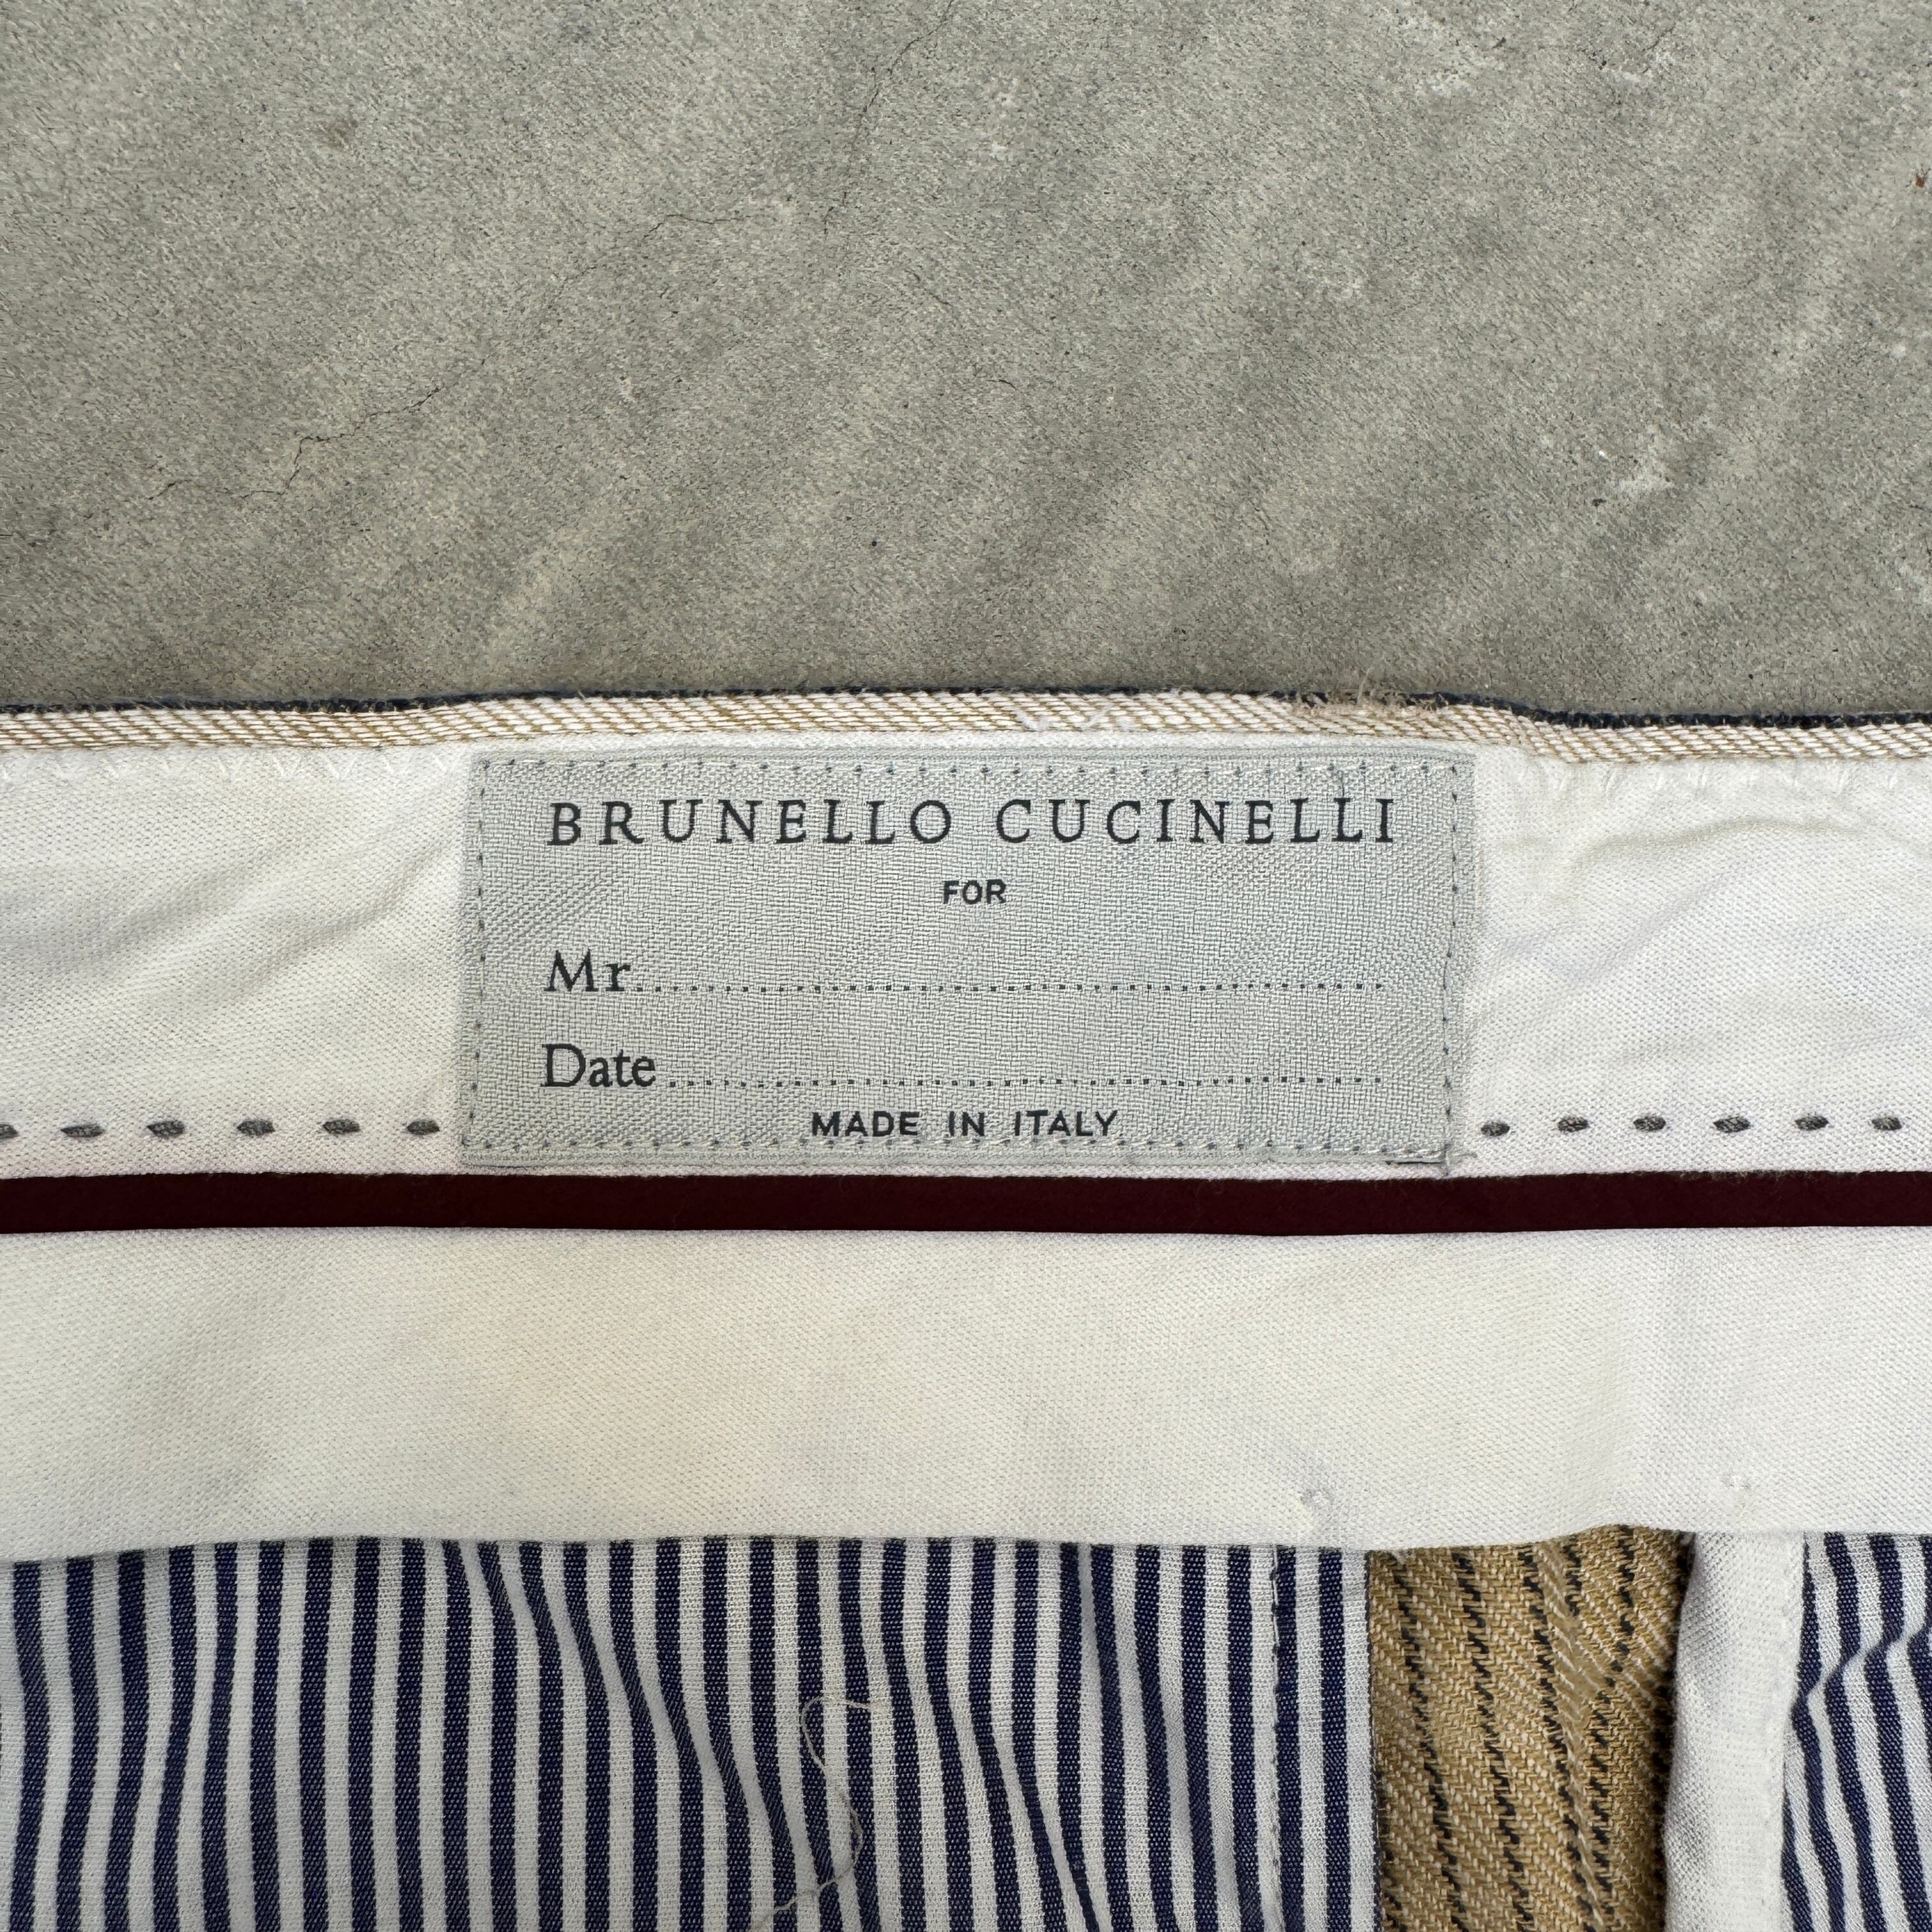 BRUNELLO CUCINELLI
FOR
Mr..........................................
Date..........................................
MADE IN ITALY